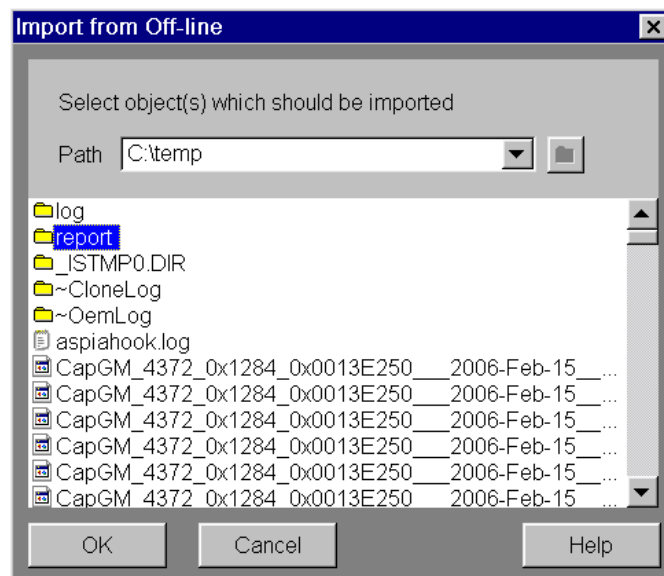 Import from Off-line
Select object(s) which should be imported
Path C:\temp
log
report
_ISTMP0.DIR
~CloneLog
~OemLog
aspiahook.log
CapGM_4372_0x1284_0x0013E250___2006-Feb-15__...
CapGM_4372_0x1284_0x0013E250___2006-Feb-15__...
CapGM_4372_0x1284_0x0013E250___2006-Feb-15__...
CapGM_4372_0x1284_0x0013E250___2006-Feb-15__...
CapGM_4372_0x1284_0x0013E250___2006-Feb-15__...
CapGM_4372_0x1284_0x0013E250___2006-Feb-15__...
OK Cancel Help